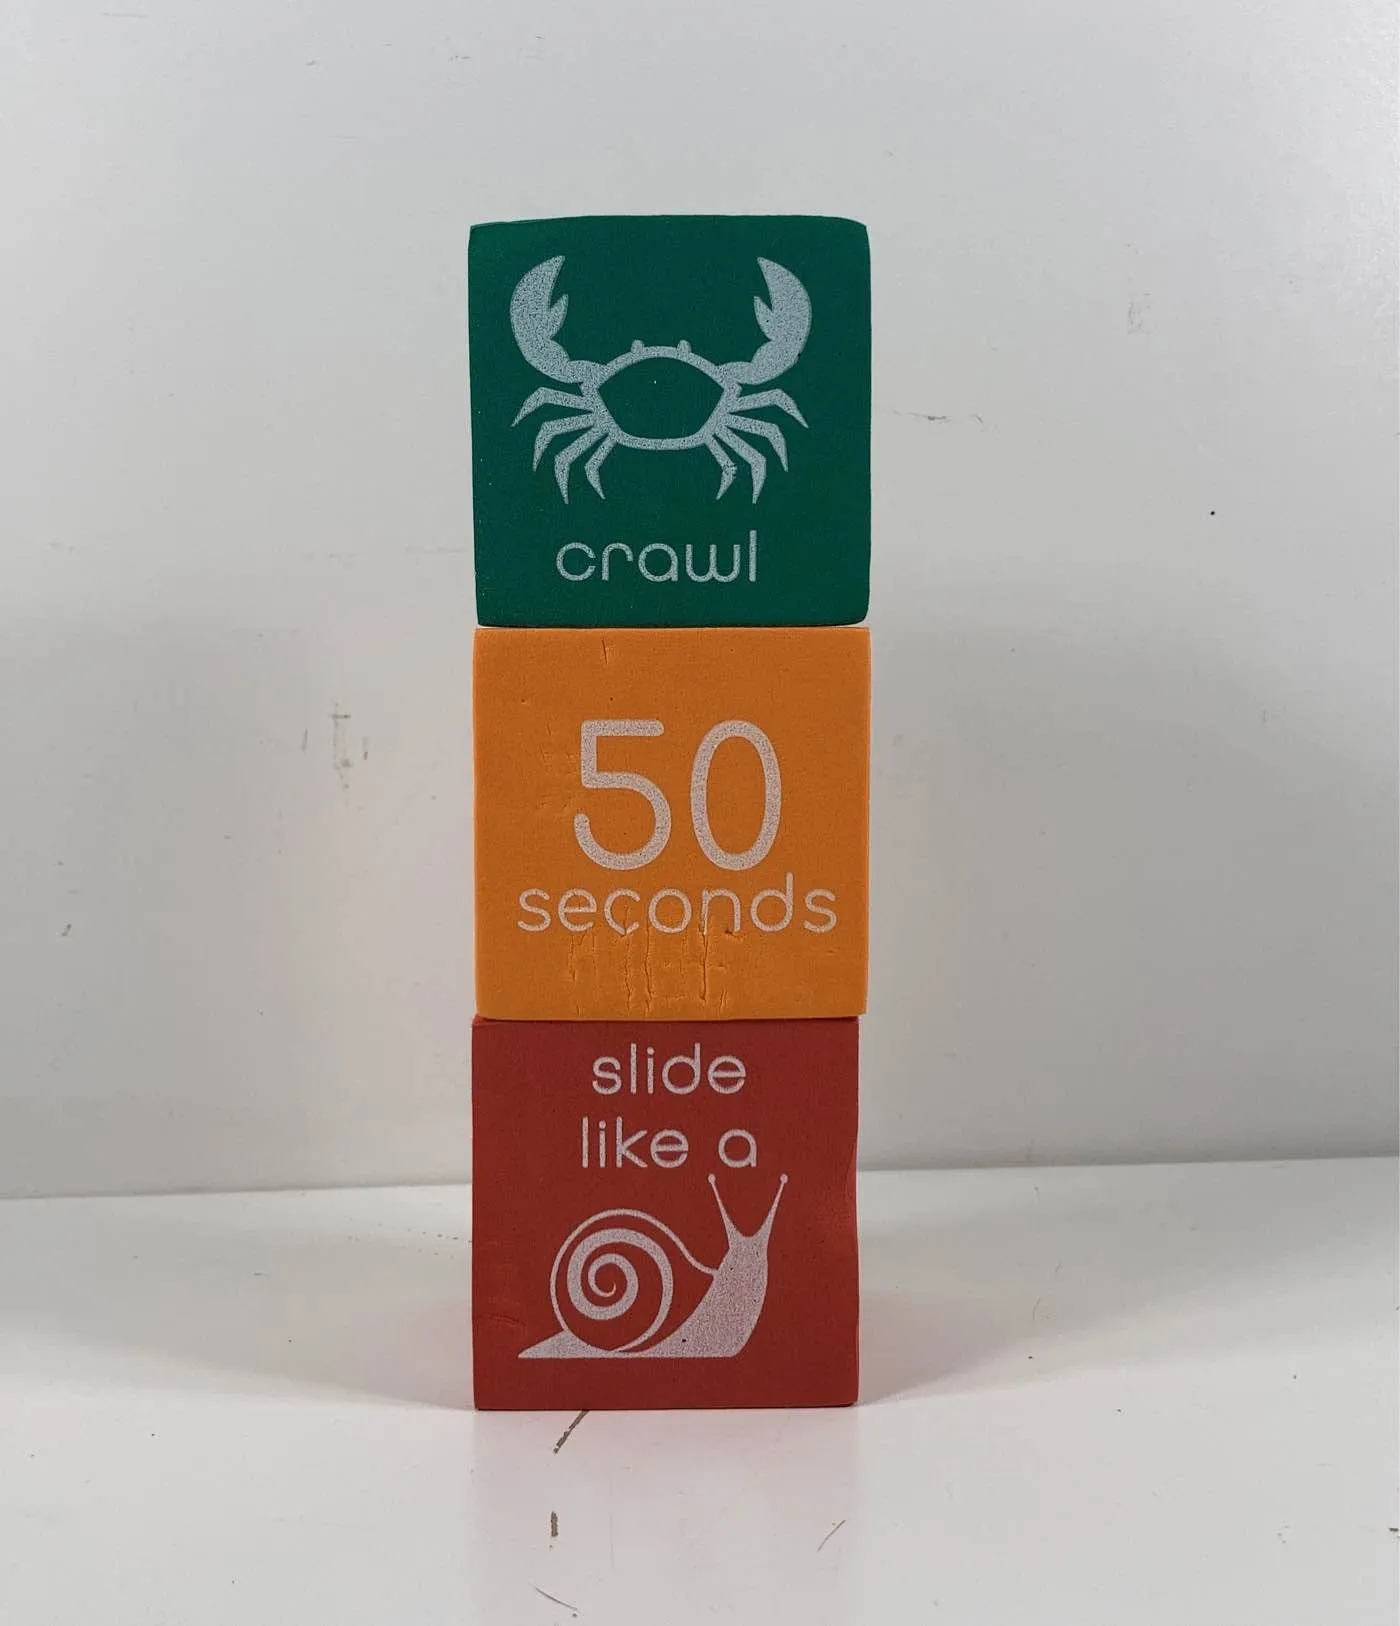 crawl
50
seconds
slide
like a